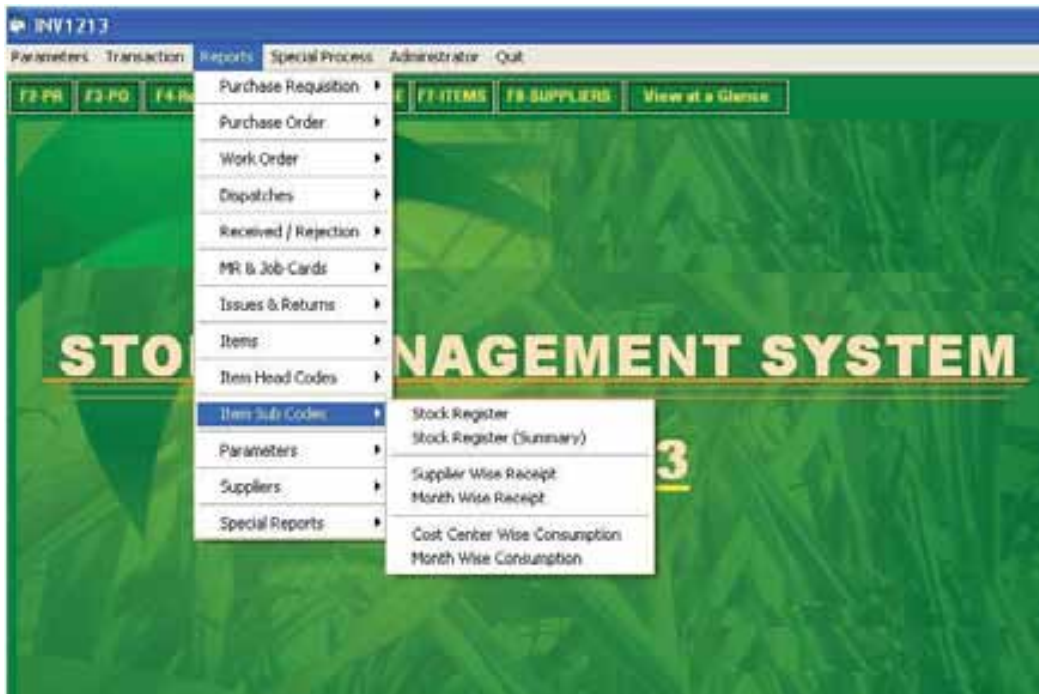 INV1213
Parameters Transaction Reports Special Process Administrator Quit
F2-PR F3-PO F4-Re E F7-ITEMS F8-SUPPLIERS View at a Glance
Purchase Requisition
Purchase Order
Work Order
Dispatches
Received / Rejection
MR & Job Cards
Issues & Returns
Items
Item Head Codes
Item Sub Codes
Parameters
Suppliers
Special Reports
Stock Register
Stock Register (Summary)
Supplier Wise Receipt
Month Wise Receipt
Cost Center Wise Consumption
Month Wise Consumption
STO NAGEMENT SYSTEM
3